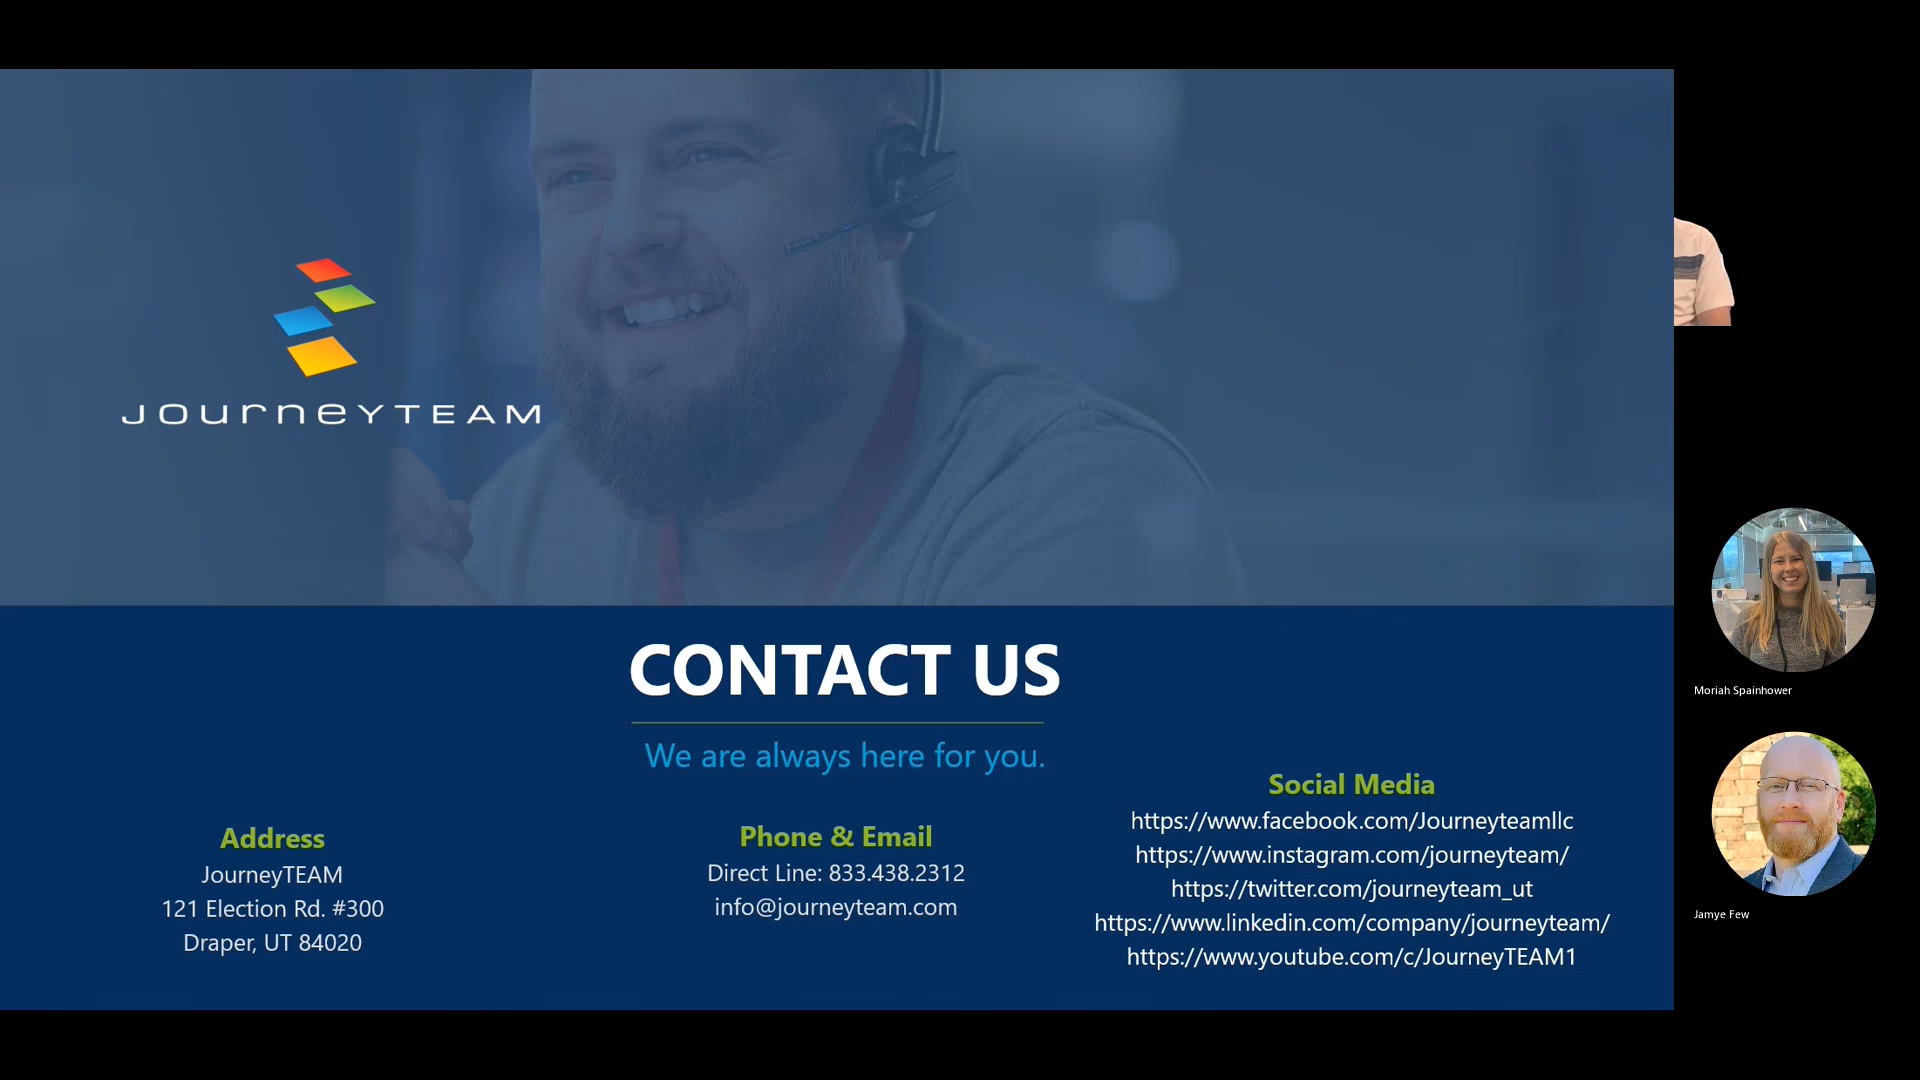 JOURNEYTEAM
CONTACT US
We are always here for you.
Address
JourneyTEAM
121 Election Rd. #300
Draper, UT 84020
Phone & Email
Direct Line: 833.438.2312
info@journeyteam.com
Social Media
https://www.facebook.com/Journeyteamllc
https://www.instagram.com/journeyteam/
https://twitter.com/journeyteam_ut
https://www.linkedin.com/company/journeyteam/
https://www.youtube.com/c/JourneyTEAM1
Moriah Spainhower
Jamye Few